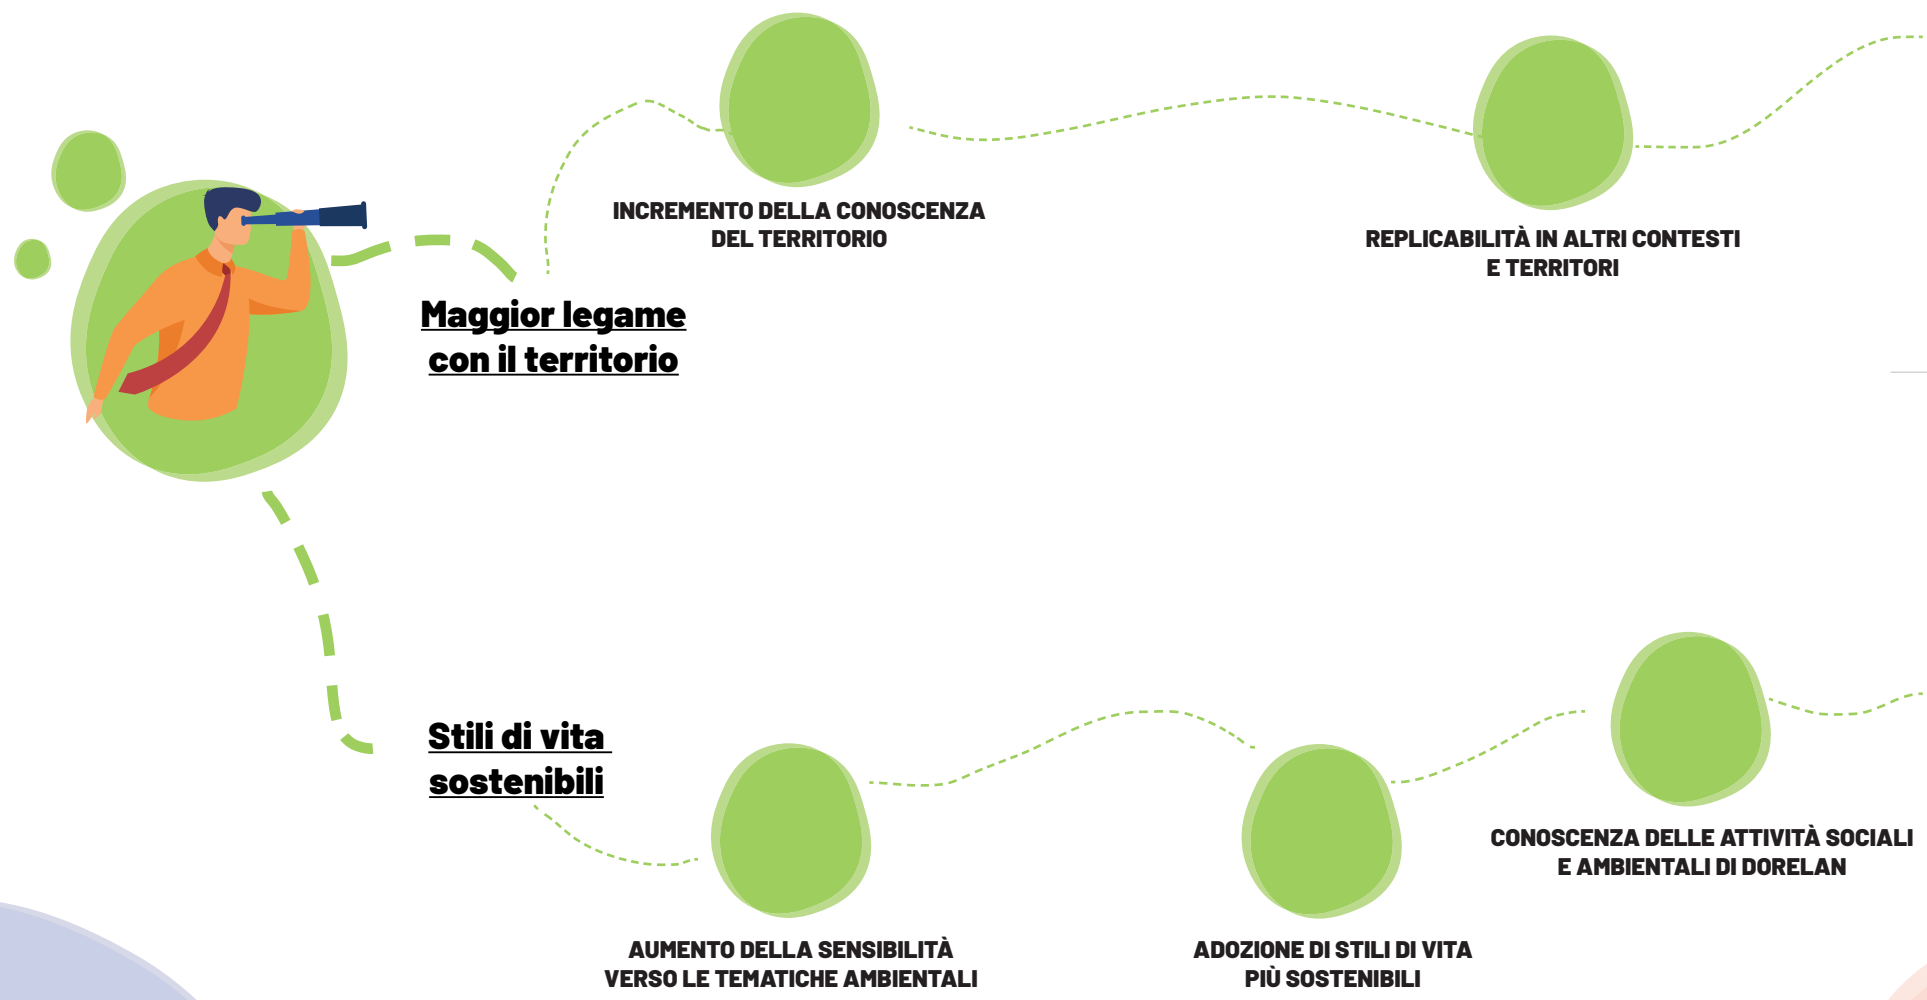 INCREMENTO DELLA CONOSCENZA
DEL TERRITORIO
REPLICABILITÀ IN ALTRI CONTESTI
E TERRITORI
Maggior legame
con il territorio
Stili di vita
sostenibili
AUMENTO DELLA SENSIBILITÀ
VERSO LE TEMATICHE AMBIENTALI
ADOZIONE DI STILI DI VITA
PIÙ SOSTENIBILI
CONOSCENZA DELLE ATTIVITÀ SOCIALI
E AMBIENTALI DI DORELAN